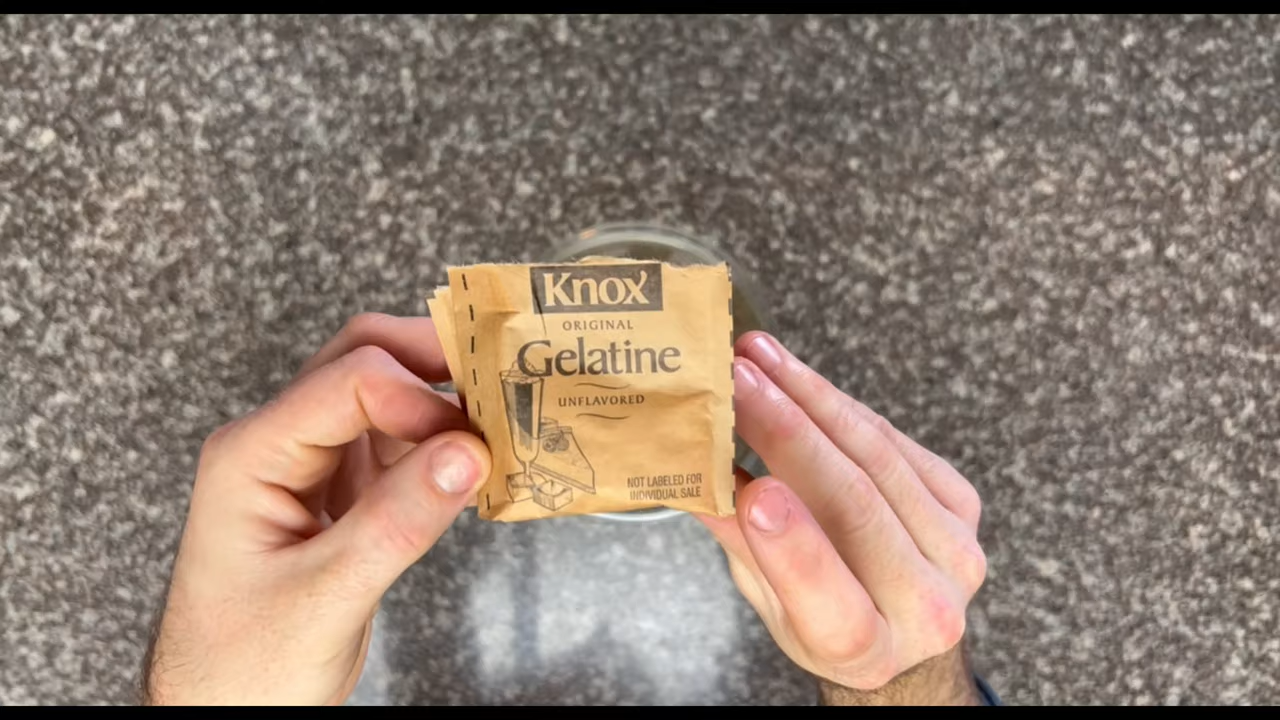 Knox
ORIGINAL
Gelatine
UNFLAVORED
NOT LABELED FOR
INDIVIDUAL SALE